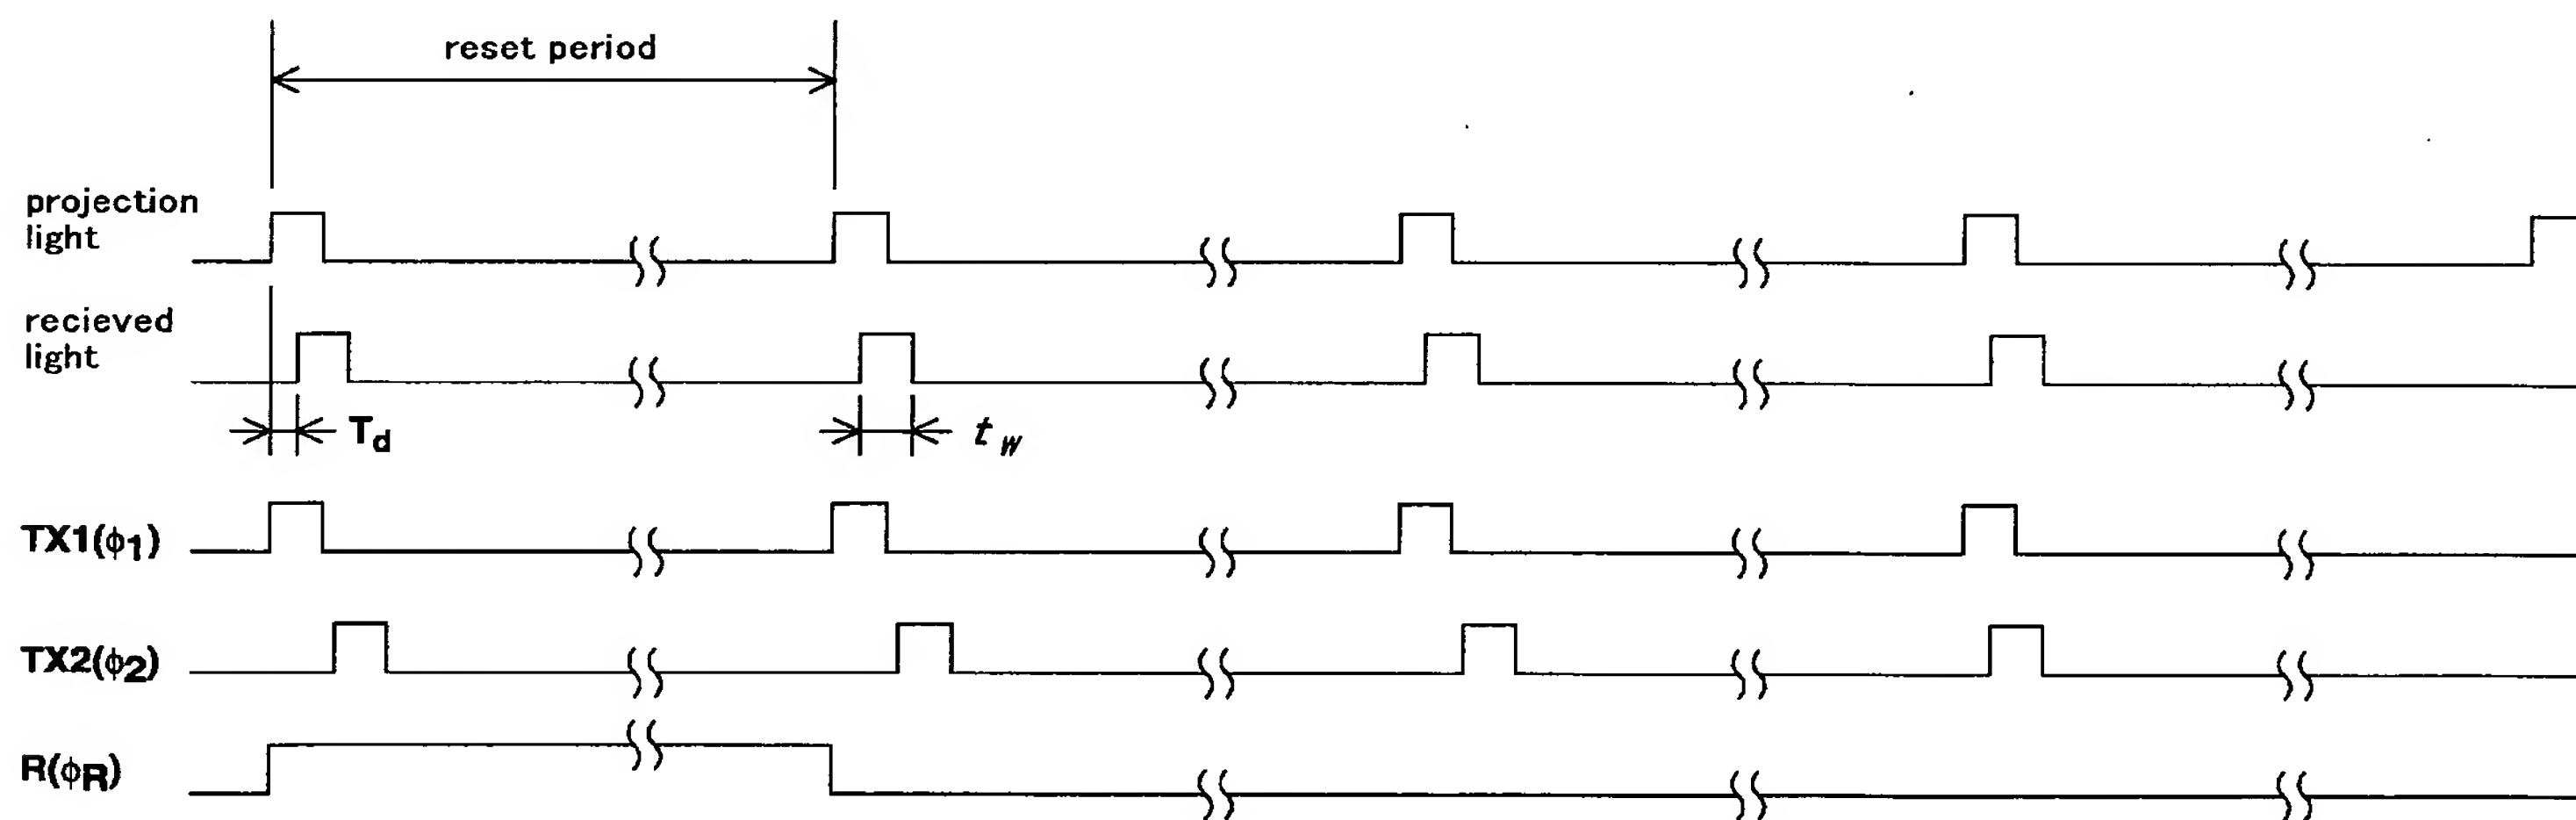 reset period
projection
light
recieved
light
Td
tw
TX1(ϕ1)
TX2(ϕ2)
R(ϕR)